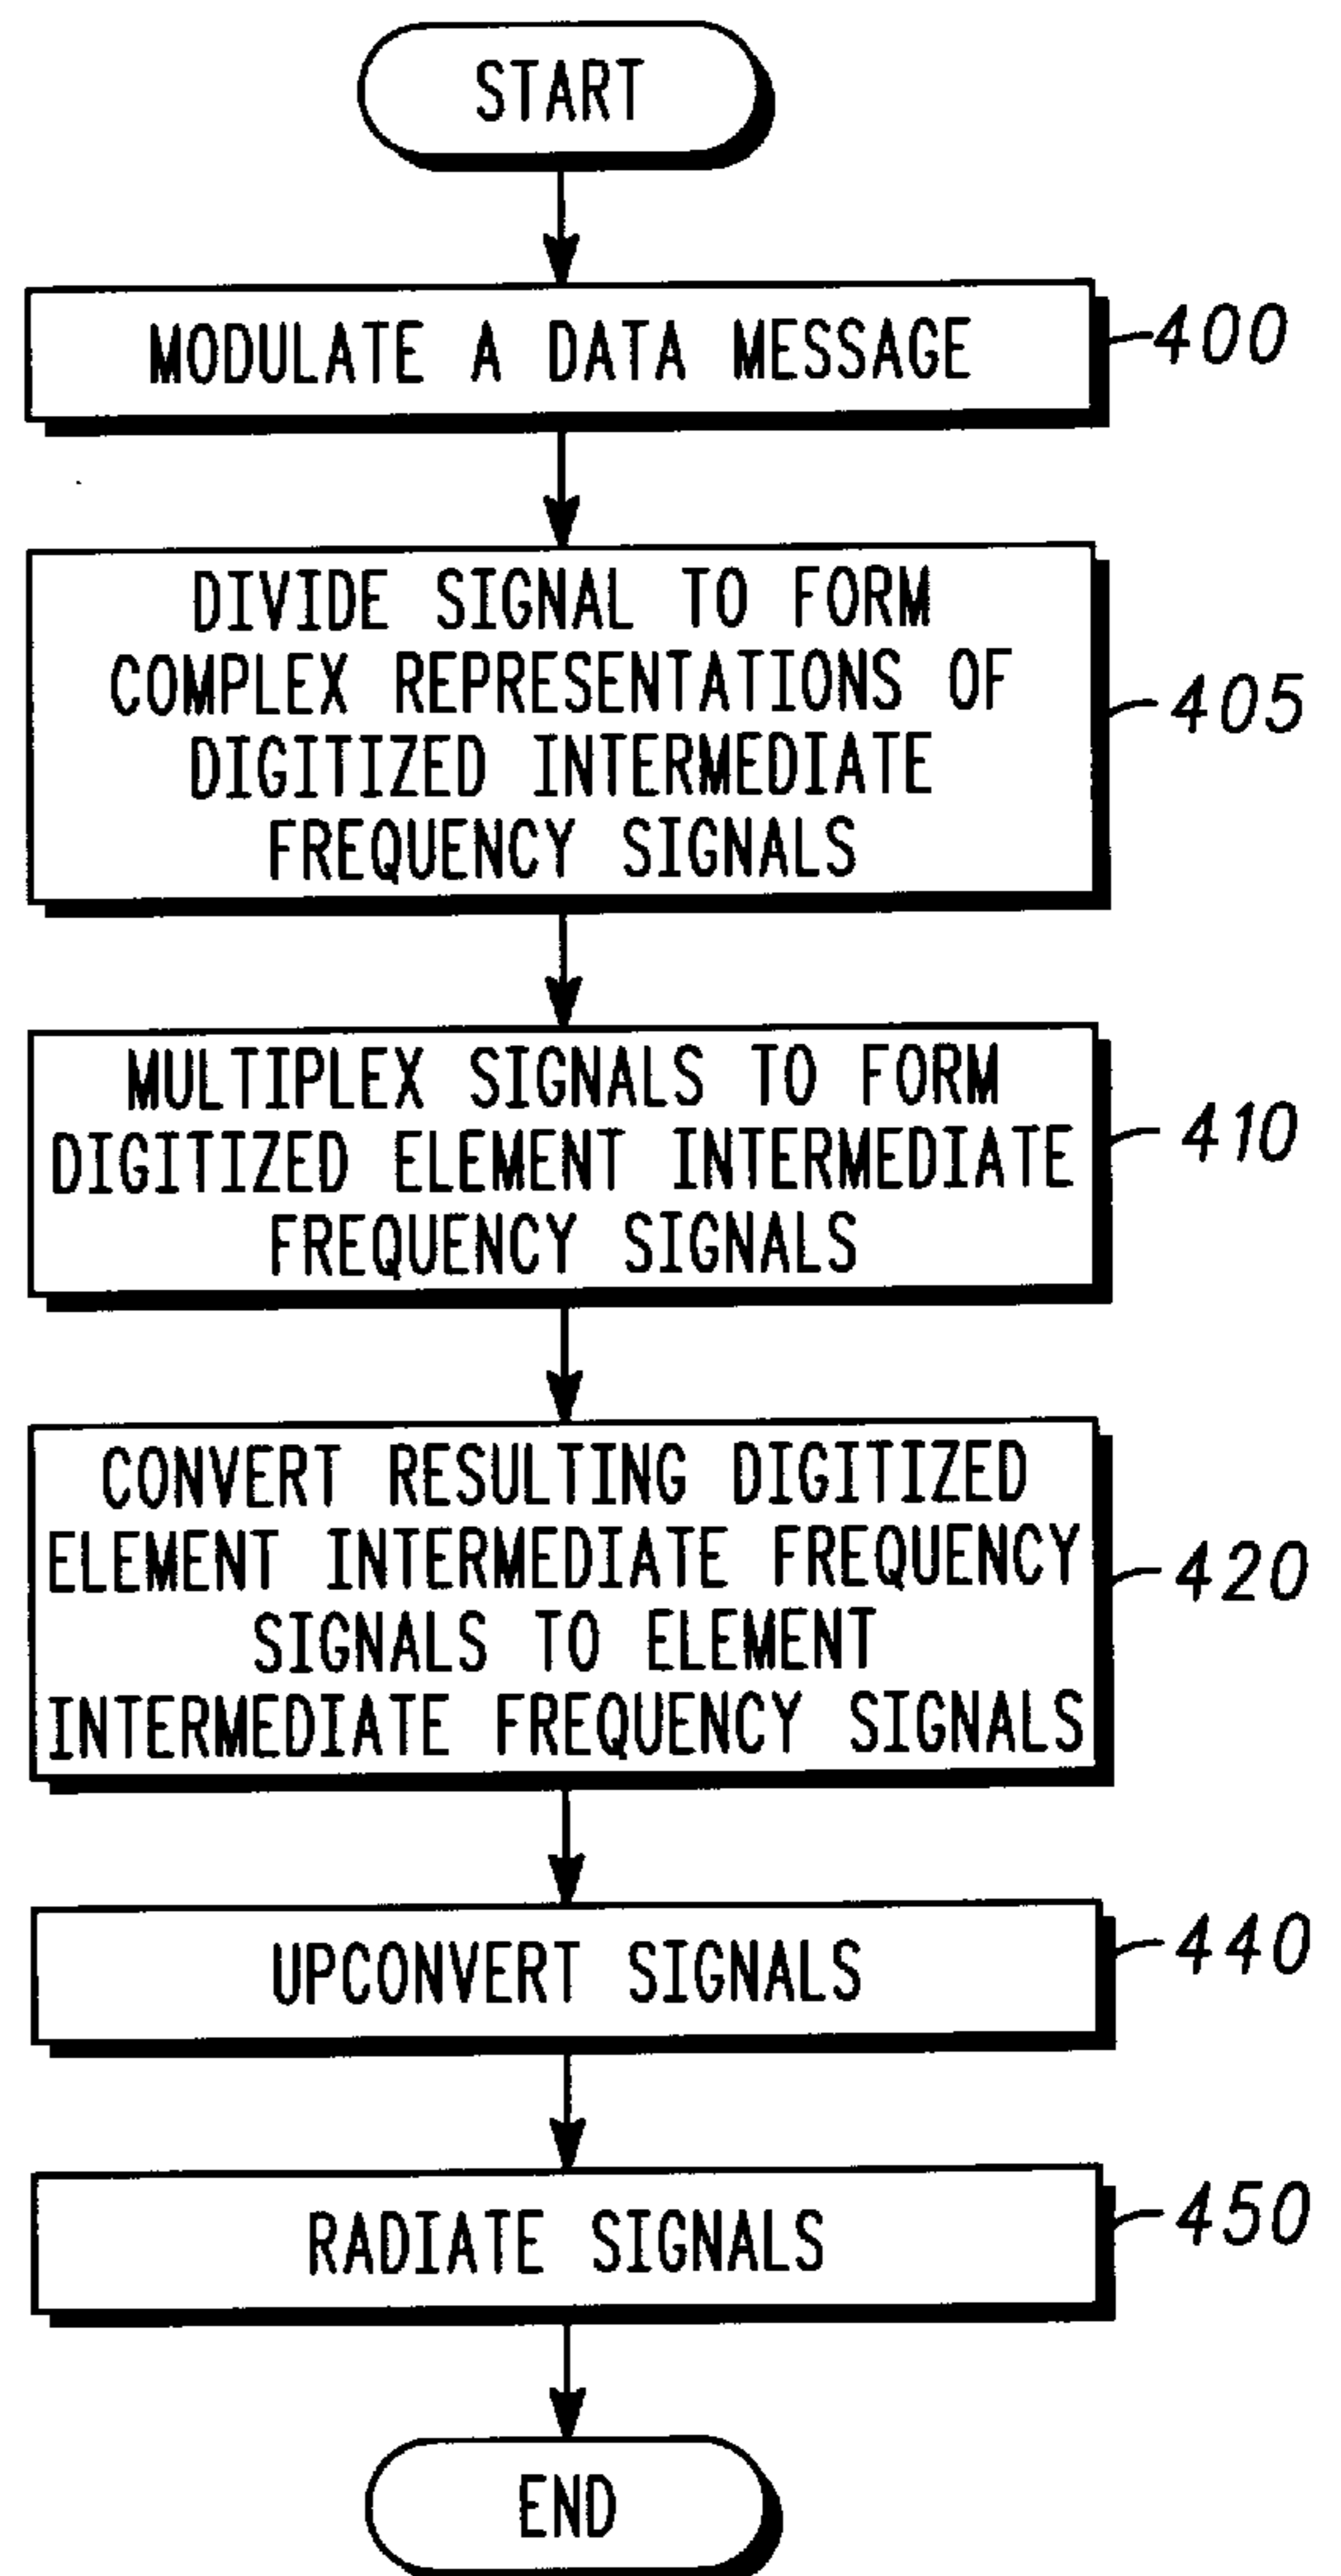 START
MODULATE A DATA MESSAGE
400
DIVIDE SIGNAL TO FORM
COMPLEX REPRESENTATIONS OF
DIGITIZED INTERMEDIATE
FREQUENCY SIGNALS
405
MULTIPLEX SIGNALS TO FORM
DIGITIZED ELEMENT INTERMEDIATE
FREQUENCY SIGNALS
410
CONVERT RESULTING DIGITIZED
ELEMENT INTERMEDIATE FREQUENCY
SIGNALS TO ELEMENT
INTERMEDIATE FREQUENCY SIGNALS
420
UPCONVERT SIGNALS
440
RADIATE SIGNALS
450
END